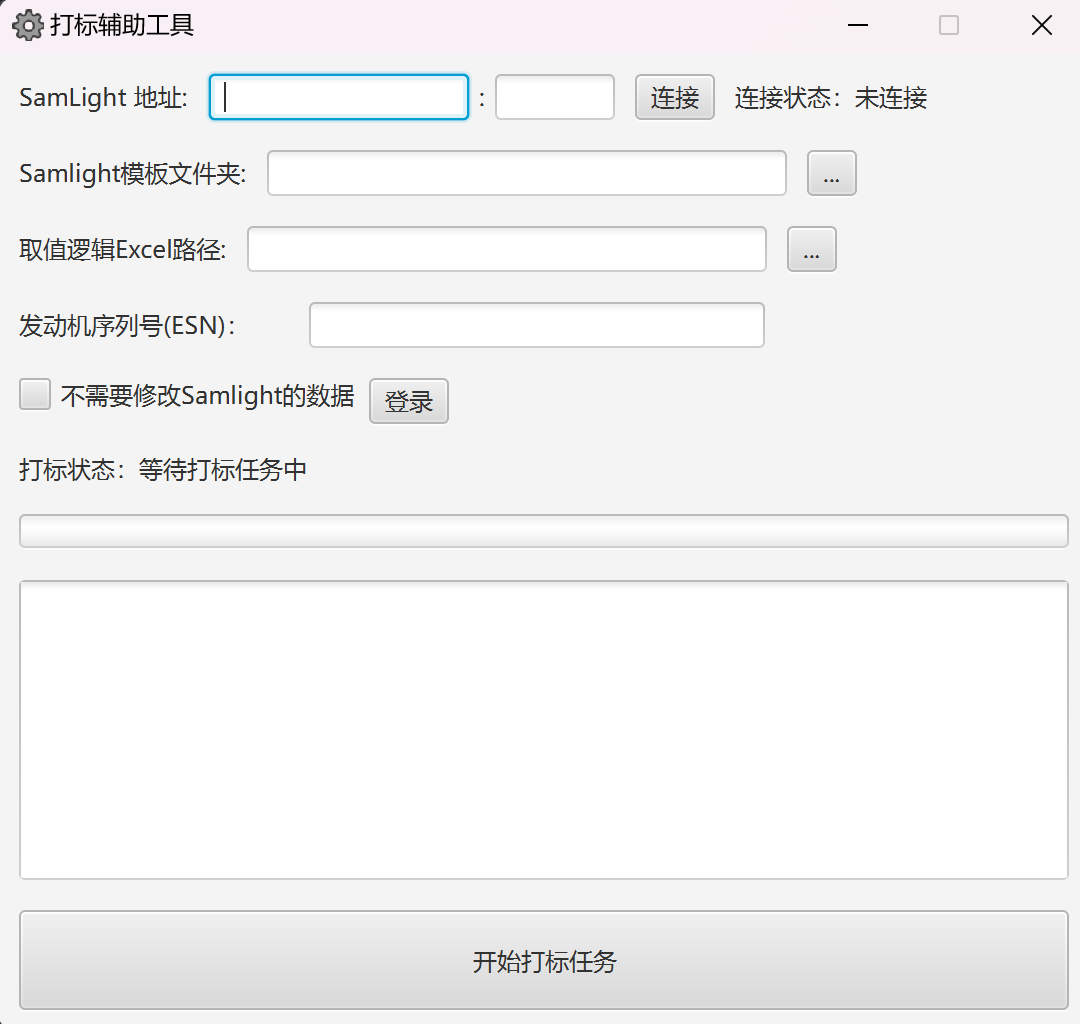 打标辅助工具
SamLight 地址: : 连接 连接状态：未连接
Samlight模板文件夹: ...
取值逻辑Excel路径: ...
发动机序列号(ESN)：
不需要修改Samlight的数据 登录
打标状态：等待打标任务中
开始打标任务